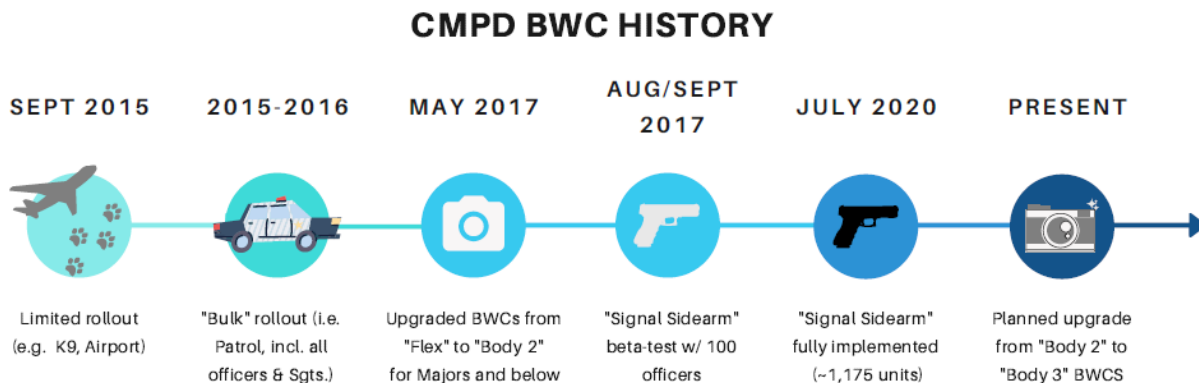 CMPD BWC HISTORY
SEPT 2015
2015-2016
MAY 2017
AUG/SEPT
2017
JULY 2020
PRESENT
Limited rollout
(e.g. K9, Airport)
"Bulk" rollout (i.e.
Patrol, incl. all
officers & Sgts.)
Upgraded BWCs from
"Flex" to "Body 2"
for Majors and below
"Signal Sidearm"
beta-test w/ 100
officers
"Signal Sidearm"
fully implemented
(~1,175 units)
Planned upgrade
from "Body 2" to
"Body 3" BWCS